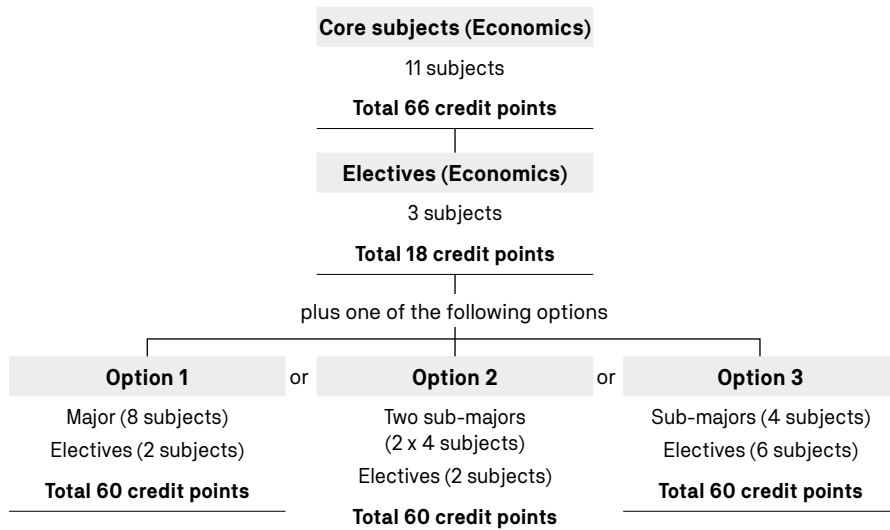 Core subjects (Economics)
11 subjects
Total 66 credit points
Electives (Economics)
3 subjects
Total 18 credit points
plus one of the following options
Option 1
Major (8 subjects)
Electives (2 subjects)
Total 60 credit points
or
Option 2
Two sub-majors
(2 x 4 subjects)
Electives (2 subjects)
Total 60 credit points
or
Option 3
Sub-majors (4 subjects)
Electives (6 subjects)
Total 60 credit points